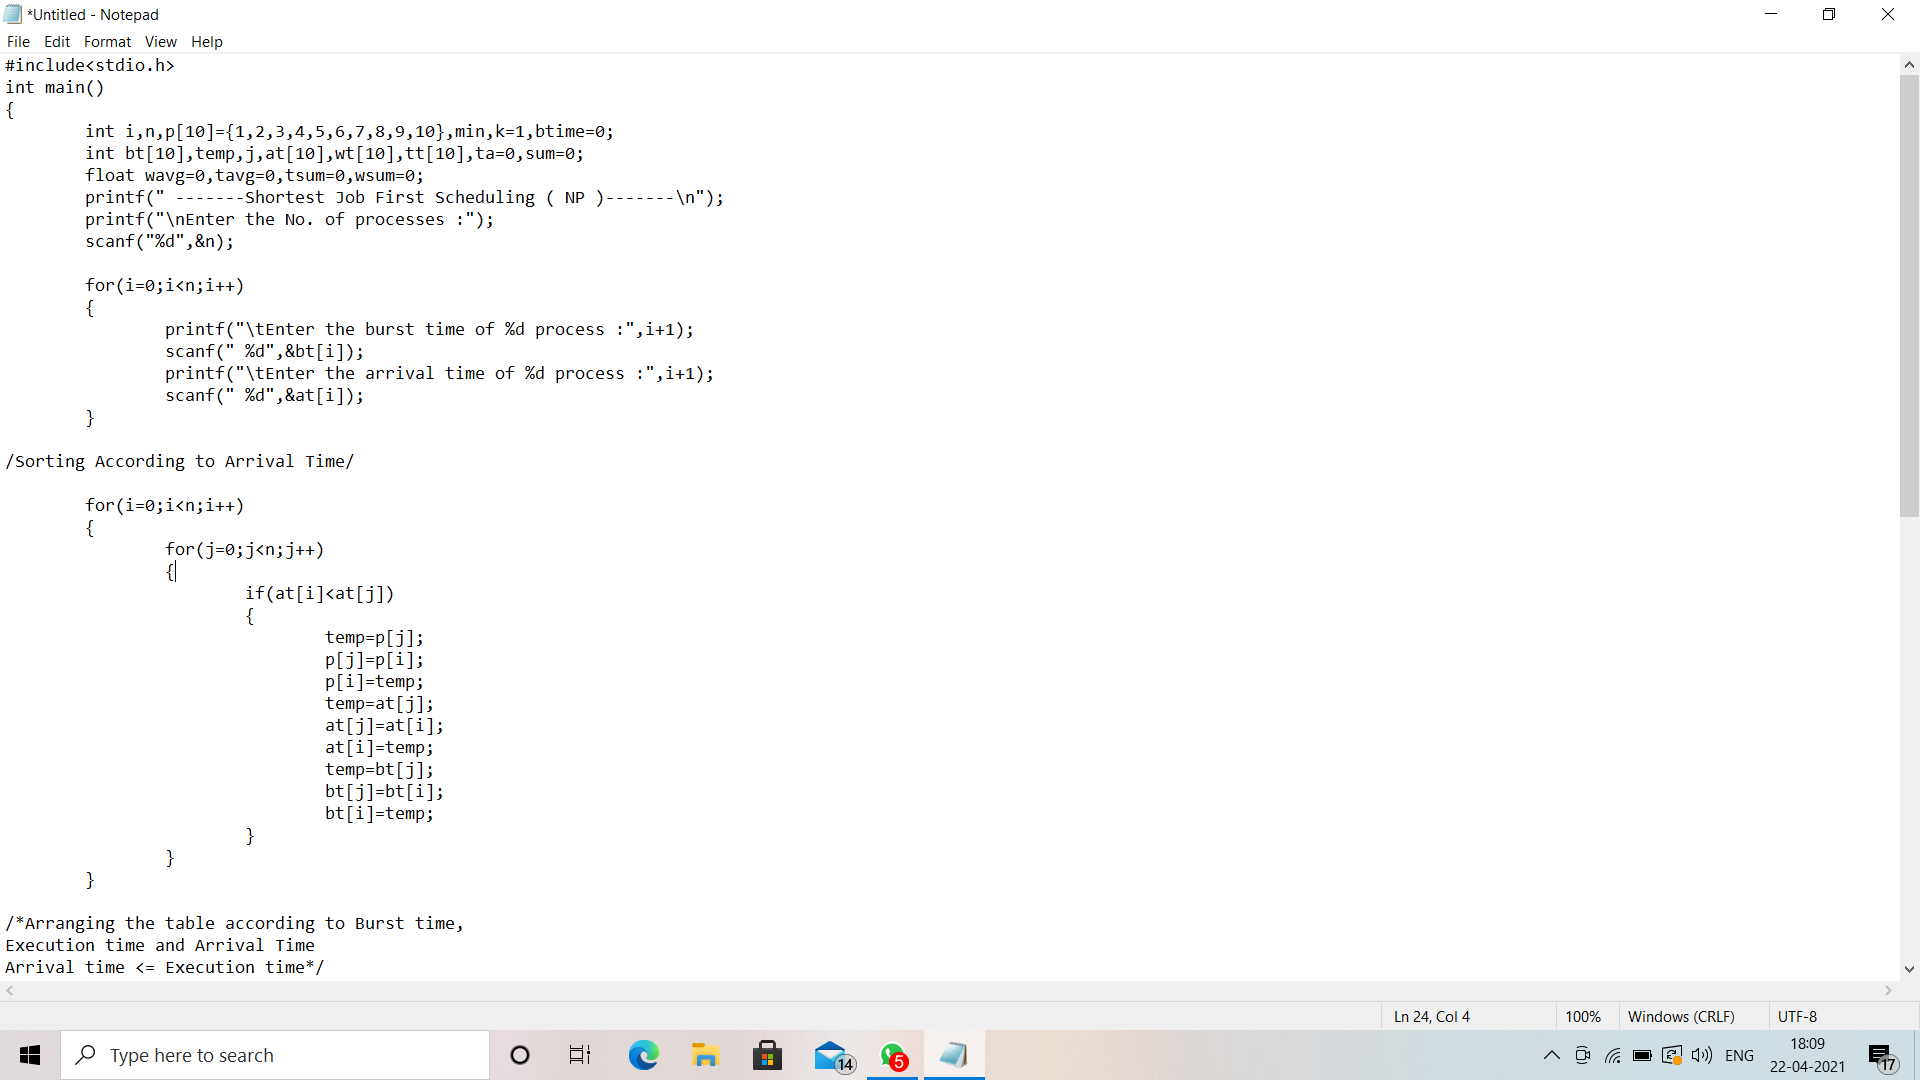 *Untitled - Notepad
File Edit Format View Help
#include<stdio.h>
int main()
{
        int i,n,p[10]={1,2,3,4,5,6,7,8,9,10},min,k=1,btime=0;
        int bt[10],temp,j,at[10],wt[10],tt[10],ta=0,sum=0;
        float wavg=0,tavg=0,tsum=0,wsum=0;
        printf(" -------Shortest Job First Scheduling ( NP )-------\n");
        printf("\nEnter the No. of processes :");
        scanf("%d",&n);

        for(i=0;i<n;i++)
        {
                printf("\tEnter the burst time of %d process :",i+1);
                scanf(" %d",&bt[i]);
                printf("\tEnter the arrival time of %d process :",i+1);
                scanf(" %d",&at[i]);
        }

/Sorting According to Arrival Time/

        for(i=0;i<n;i++)
        {
                for(j=0;j<n;j++)
                {
                        if(at[i]<at[j])
                        {
                                temp=p[j];
                                p[j]=p[i];
                                p[i]=temp;
                                temp=at[j];
                                at[j]=at[i];
                                at[i]=temp;
                                temp=bt[j];
                                bt[j]=bt[i];
                                bt[i]=temp;
                        }
                }
        }

/*Arranging the table according to Burst time,
Execution time and Arrival Time
Arrival time <= Execution time*/
Ln 24, Col 4 100% Windows (CRLF) UTF-8
Type here to search 14 5 ENG 18:09 17
22-04-2021